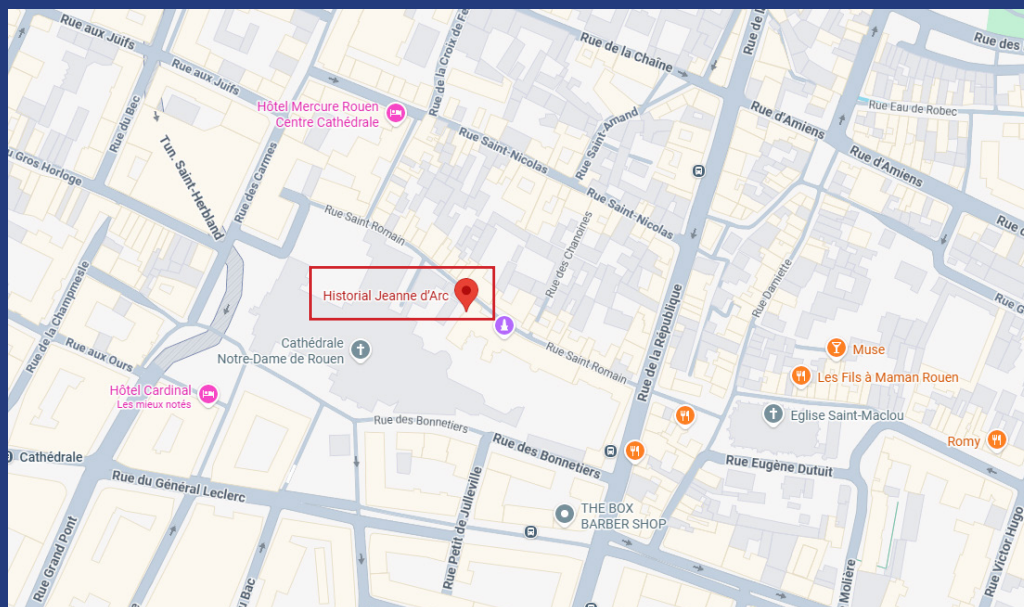 Rue aux Juifs
Rue aux Juifs
Rue de la Croix de Fe
Rue de la Chaîne
Rue de l
Rue des
Hôtel Mercure Rouen
Centre Cathédrale
Rue du Bec
Rue Saint-Nicolas
Rue Saint-Amand
Rue d'Amiens
Rue Eau de Robec
Rue d'Amiens
u Gros Horloge
Tun. Saint-Herbland
Rue des Carmes
Rue Saint Romain
Rue Saint-Nicolas
Rue des Chanoines
Rue Damiette
Rue
Rue G
Rue de la Champmeslé
Historial Jeanne d'Arc
Rue de la République
Cathédrale
Notre-Dame de Rouen
Rue Saint Romain
Muse
Rue aux Ours
Les Fils à Maman Rouen
Hôtel Cardinal
Les mieux notés
Eglise Saint-Maclou
Rue des Bonnetiers
Rue des Bonnetiers
Romy
Cathédrale
Rue Eugène Dutuit
Rue du Général Leclerc
THE BOX
BARBER SHOP
Rue Grand Pont
u Bac
Rue Petit de Julleville
Molière
Rue Victor Hugo